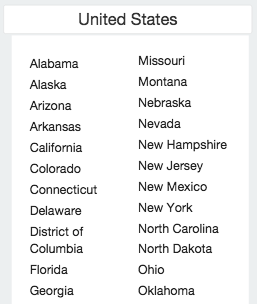 United States
Alabama
Alaska
Arizona
Arkansas
California
Colorado
Connecticut
Delaware
District of
Columbia
Florida
Georgia
Missouri
Montana
Nebraska
Nevada
New Hampshire
New Jersey
New Mexico
New York
North Carolina
North Dakota
Ohio
Oklahoma